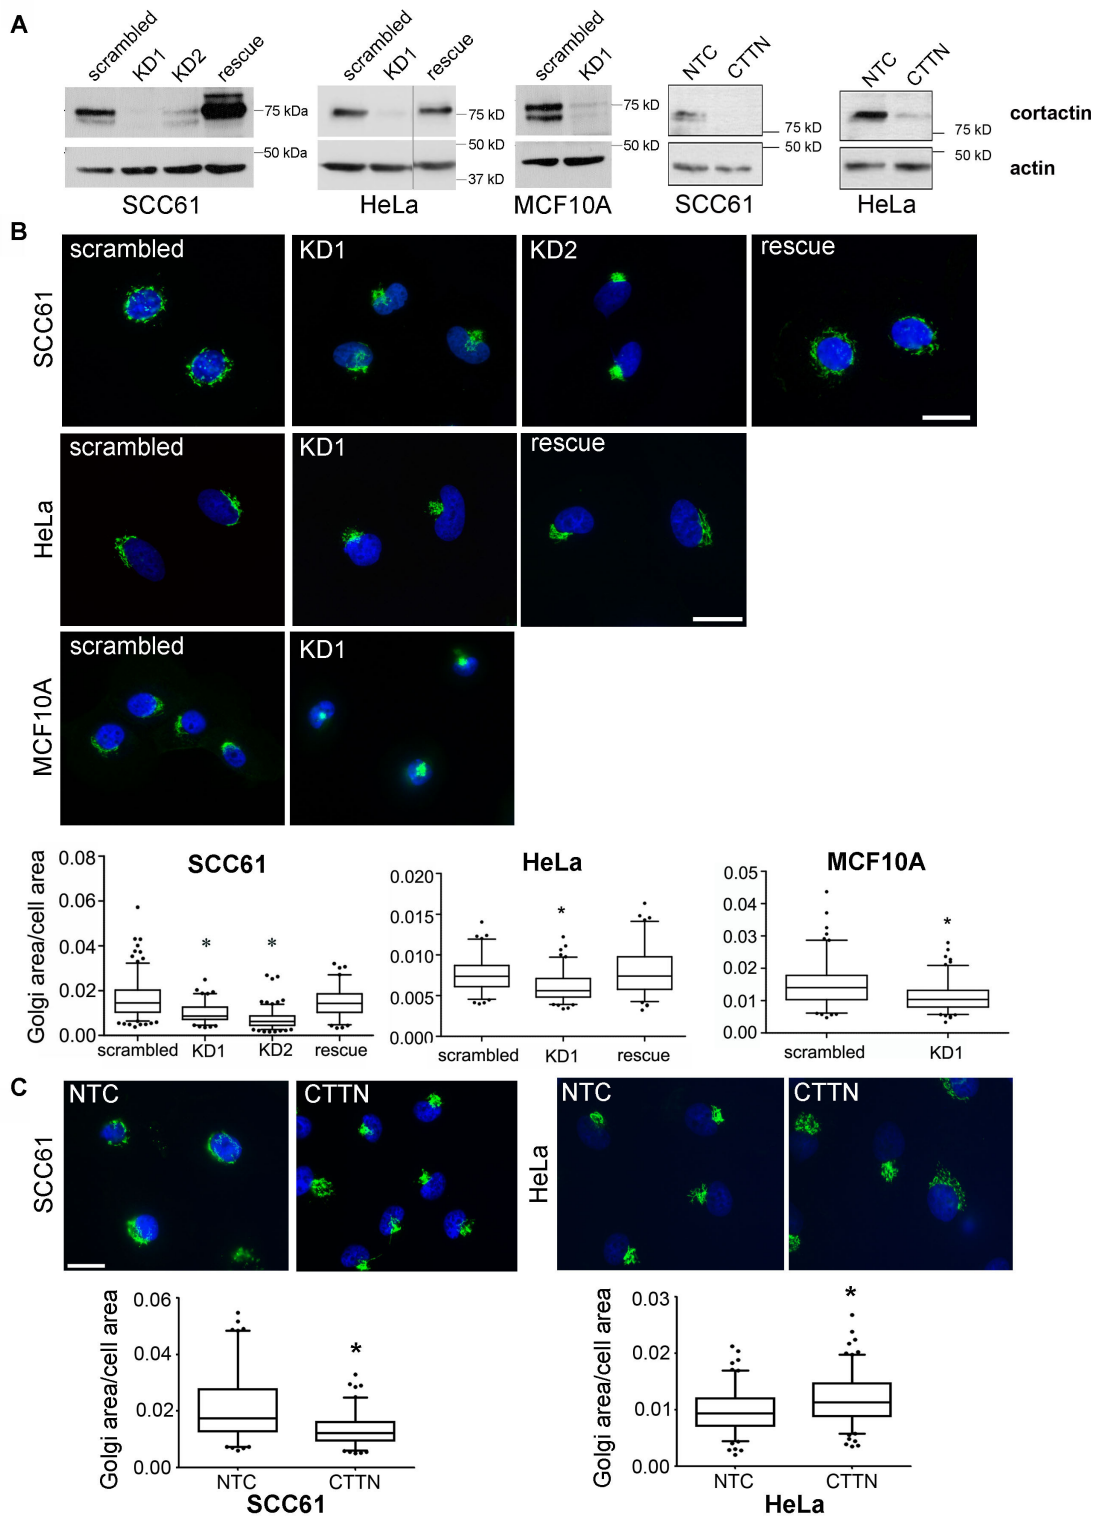 A
scrambled KD1 KD2 rescue
scrambled KD1 rescue
scrambled KD1
NTC CTTN
NTC CTTN
75 kDa
50 kDa
75 kD
50 kD
37 kD
75 kD
50 kD
75 kD
50 kD
75 kD
50 kD
cortactin
actin
SCC61 HeLa MCF10A SCC61 HeLa
B
SCC61
scrambled KD1 KD2 rescue
HeLa
scrambled KD1 rescue
MCF10A
scrambled KD1
Golgi area/cell area
SCC61
0.08
0.06
0.04
0.02
0.00
* *
scrambled KD1 KD2 rescue
HeLa
0.020
0.015
0.010
0.005
0.000
*
scrambled KD1 rescue
MCF10A
0.05
0.04
0.03
0.02
0.01
0.00
*
scrambled KD1
C
SCC61
NTC CTTN
HeLa
NTC CTTN
Golgi area/cell area
0.06
0.04
0.02
0.00
*
NTC CTTN
SCC61
Golgi area/cell area
0.03
0.02
0.01
0.00
*
NTC CTTN
HeLa